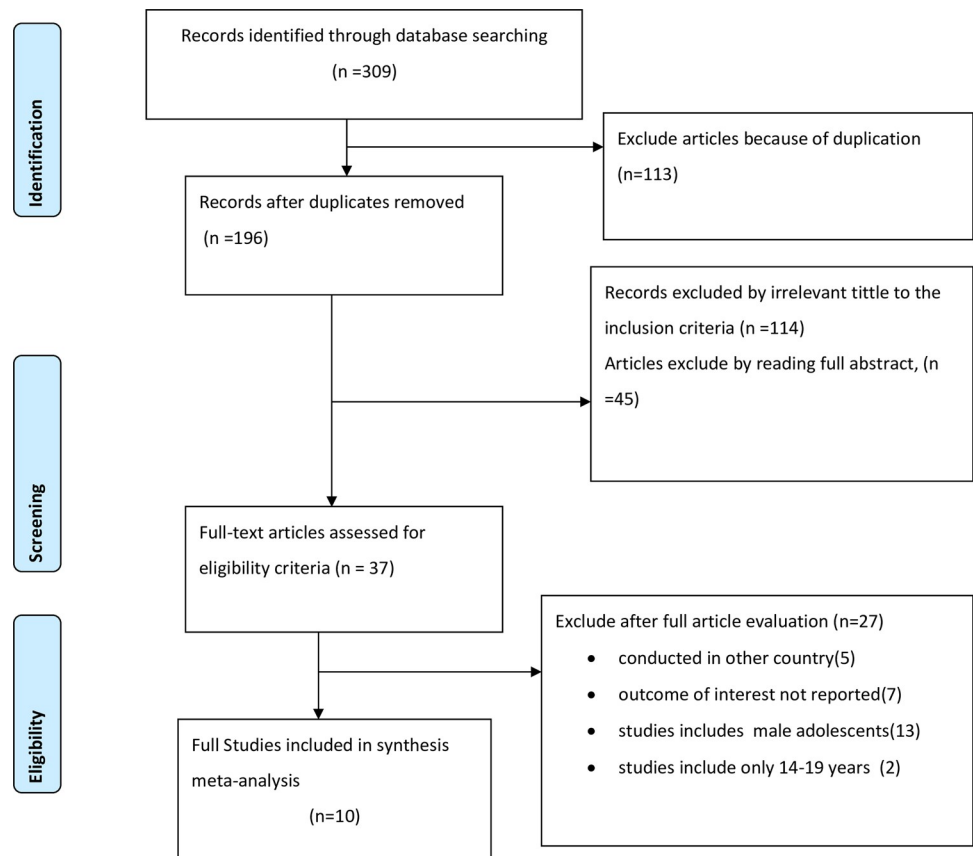 Identification
Records identified through database searching
(n =309)
Exclude articles because of duplication
(n=113)
Records after duplicates removed
(n =196)
Records excluded by irrelevant tittle to the
inclusion criteria (n =114)
Articles exclude by reading full abstract, (n
=45)
Screening
Full-text articles assessed for
eligibility criteria (n = 37)
Eligibility
Exclude after full article evaluation (n=27)
• conducted in other country(5)
• outcome of interest not reported(7)
• studies includes male adolescents(13)
• studies include only 14-19 years (2)
Full Studies included in synthesis
meta-analysis
(n=10)